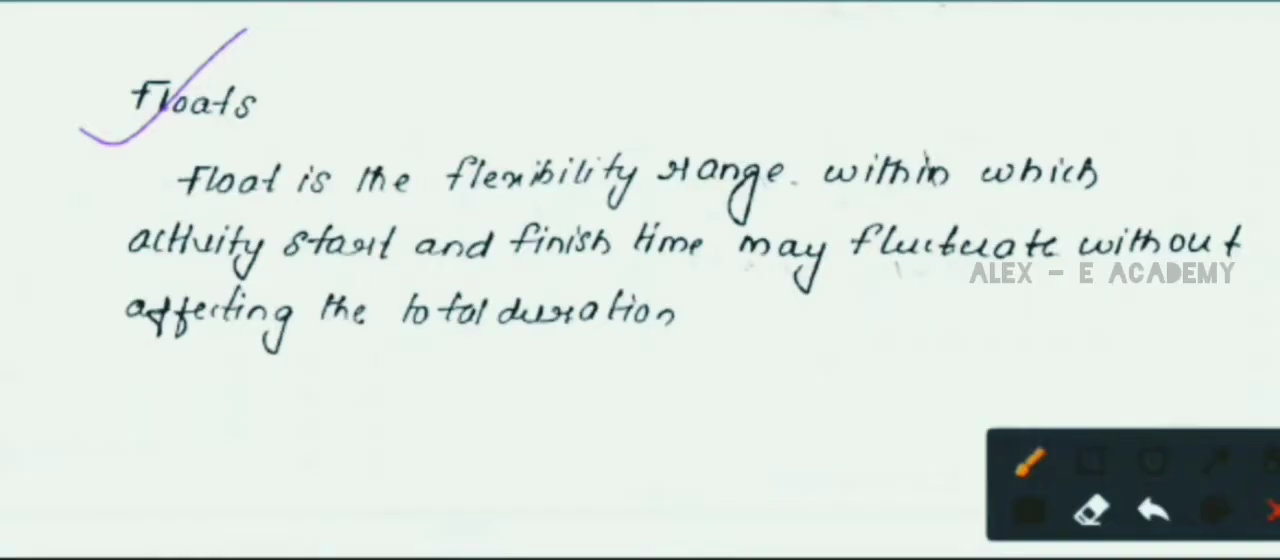 Floats
Float is the flexibility range. within which
activity start and finish time may fluctuate without
ALEX - E ACADEMY
affecting the total duration